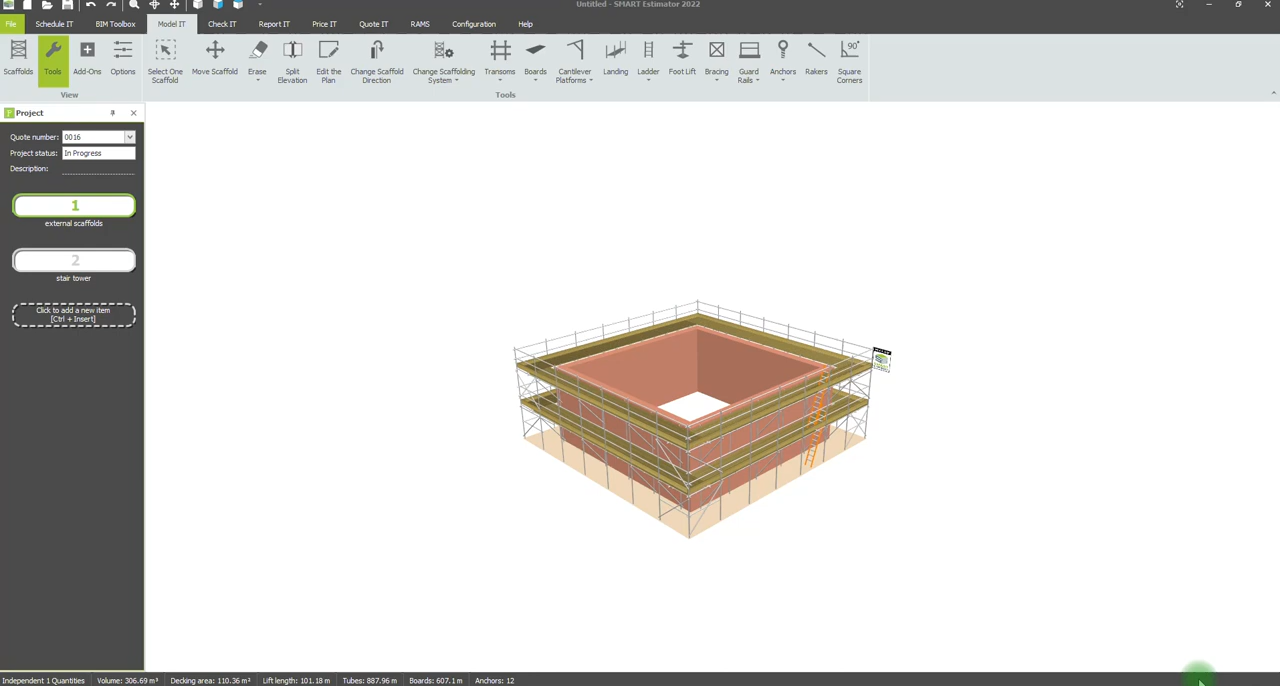 Untitled - SMART Estimator 2022
File Schedule IT BIM Toolbox Model IT Check IT Report IT Price IT Quote IT RAMS Configuration Help
Scaffolds Tools Add-Ons Options Select One Scaffold Move Scaffold Erase Split Elevation Edit the Plan Change Scaffold Direction Change Scaffolding System Transoms Boards Cantilever Platforms Landing Ladder Foot Lift Bracing Guard Rails Anchors Rakers Square Corners
90°
View Tools
Project
Quote number: 0016
Project status: In Progress
Description:
1
external scaffolds
2
stair tower
Click to add a new item
[Ctrl + Insert]
Independent 1 Quantities Volume: 306.69 m³ Decking area: 110.36 m² Lift length: 101.18 m Tubes: 887.96 m Boards: 607.1 m Anchors: 12